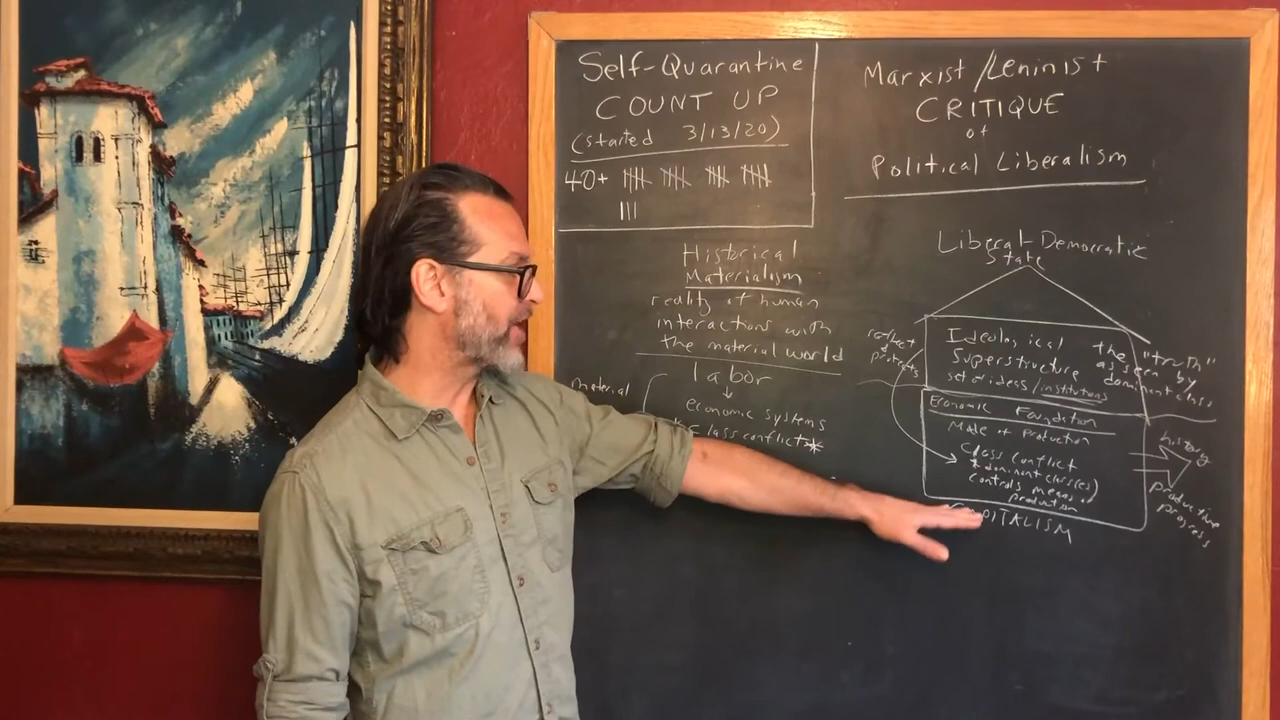 Self-Quarantine
COUNT UP
(started 3/13/20)
40+ 𝍸 𝍸 𝍸 𝍸
|||
Marxist/Leninist
CRITIQUE
of
Political Liberalism
Historical
Materialism
reality of human
interactions with
the material world
material
labor
↓
economic systems
* class conflict *
Liberal-Democratic
State
reflect
&
protects
Ideological
Superstructure
set of ideas/institutions
the "truth"
as seen by
dominant class
Economic Foundation
Mode of Production
Class conflict
* dominant class(es)
controls means of
production
history
productive
progress